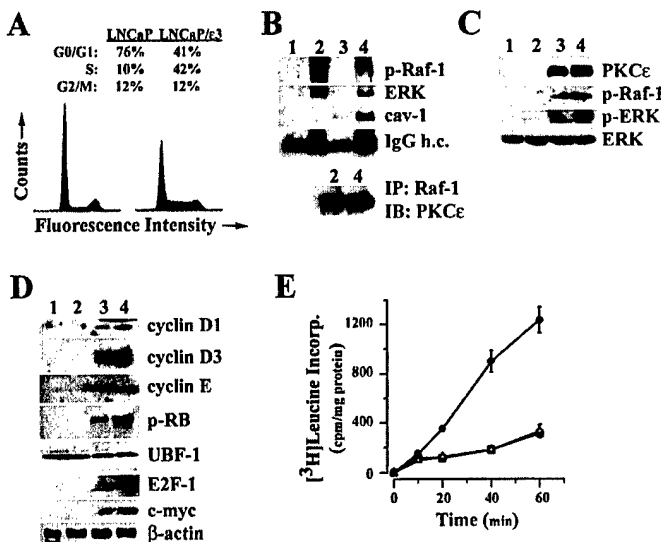 A
LNCaP LNCaP/ε3
G0/G1: 76% 41%
S: 10% 42%
G2/M: 12% 12%
Counts →
Fluorescence Intensity →
B
1 2 3 4
p-Raf-1
ERK
cav-1
IgG h.c.
2 4
IP: Raf-1
IB: PKCε
C
1 2 3 4
PKCε
p-Raf-1
p-ERK
ERK
D
1 2 3 4
cyclin D1
cyclin D3
cyclin E
p-RB
UBF-1
E2F-1
c-myc
β-actin
E
[³H]Leucine Incorp.
(cpm/mg protein)
1200
800
400
0
0 20 40 60
Time (min)